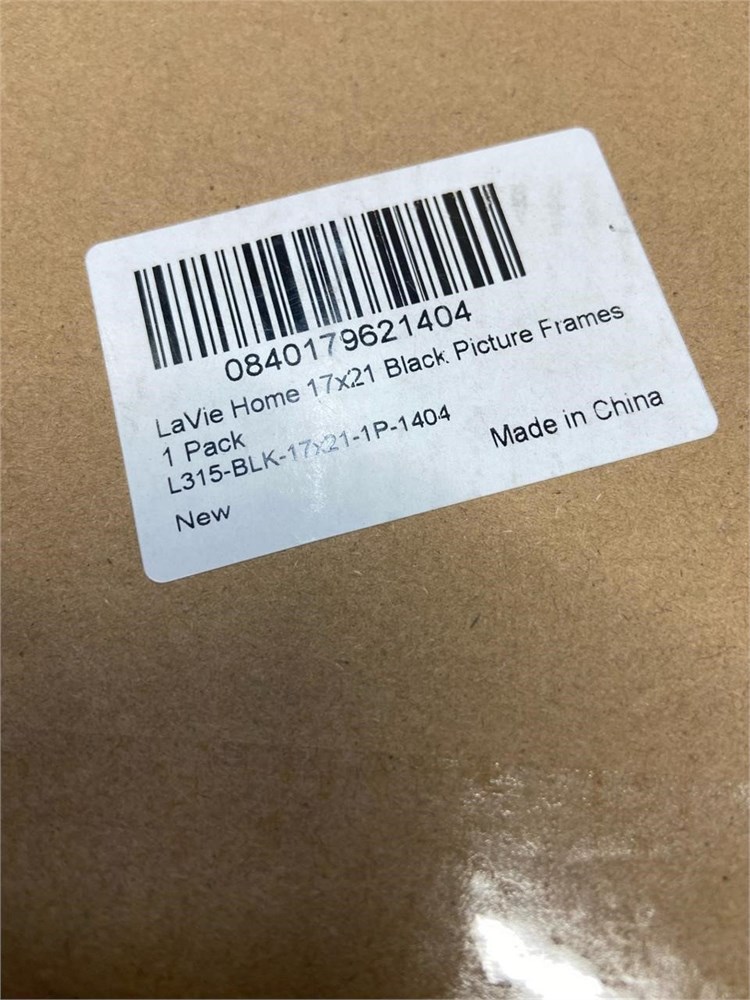 0840179621404
LaVie Home 17x21 Black Picture Frames
1 Pack
L315-BLK-17x21-1P-1404
Made in China
New